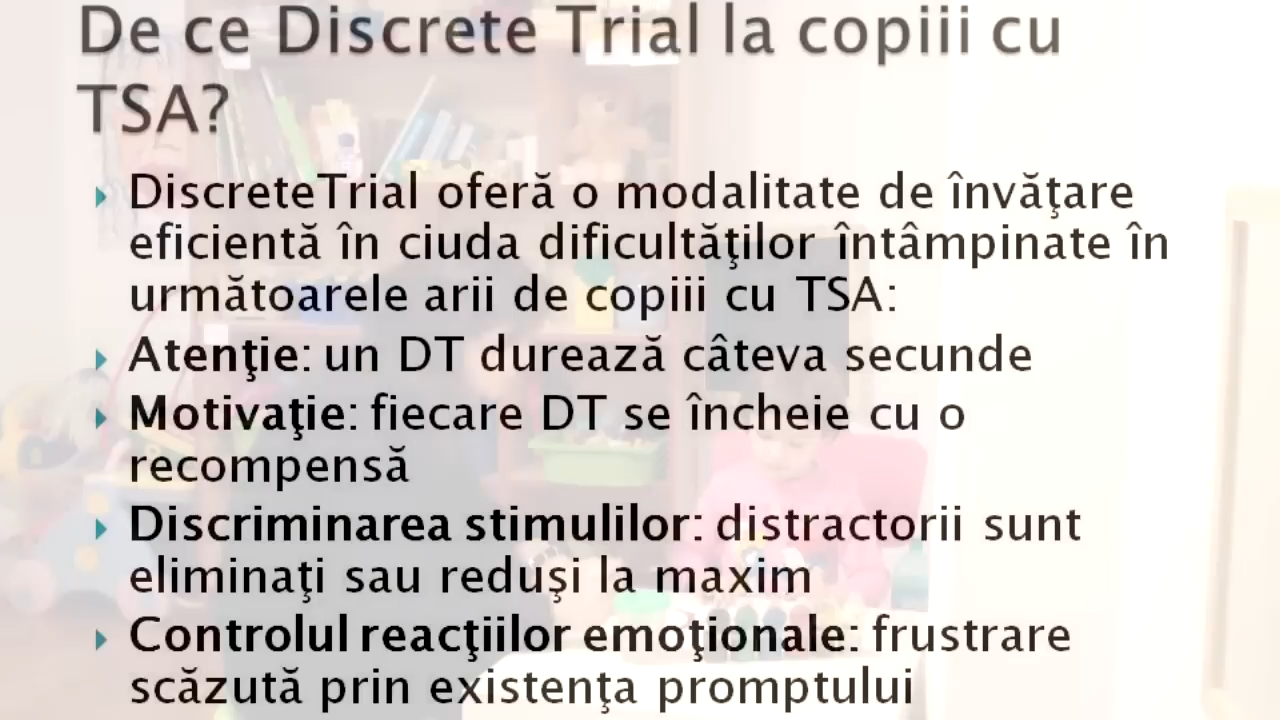 De ce Discrete Trial la copiii cu
TSA?
DiscreteTrial oferă o modalitate de învăţare
eficientă în ciuda dificultăţilor întâmpinate în
următoarele arii de copiii cu TSA:
Atenţie: un DT durează câteva secunde
Motivaţie: fiecare DT se încheie cu o
recompensă
Discriminarea stimulilor: distractorii sunt
eliminaţi sau reduşi la maxim
Controlul reacţiilor emoţionale: frustrare
scăzută prin existenţa promptului